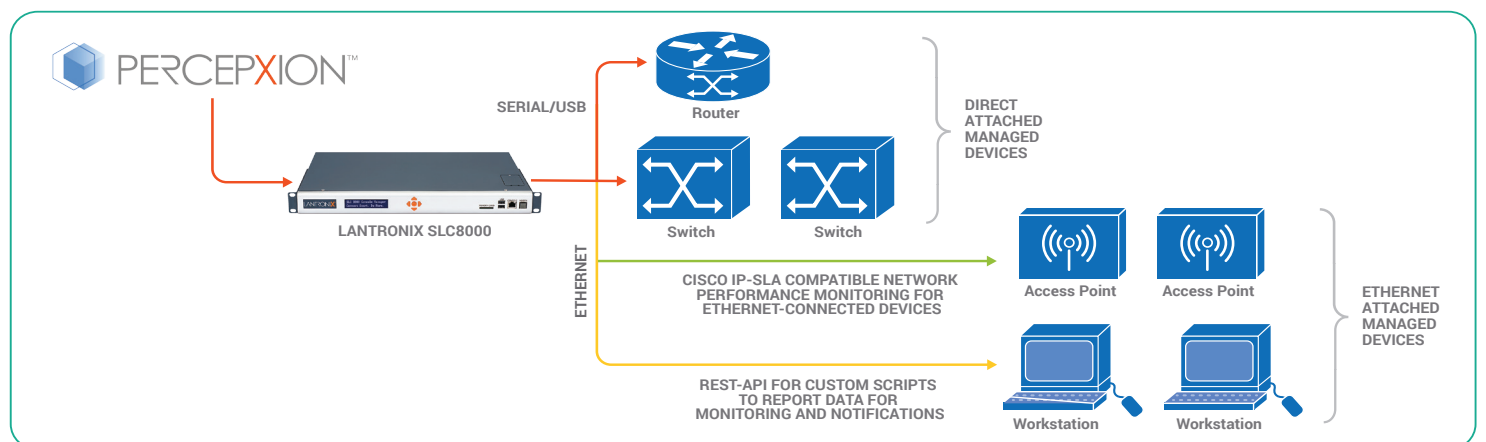 PERCEPXION™
SERIAL/USB
Router
DIRECT
ATTACHED
MANAGED
DEVICES
LANTRONIX
LANTRONIX SLC8000
Switch
Switch
ETHERNET
CISCO IP-SLA COMPATIBLE NETWORK
PERFORMANCE MONITORING FOR
ETHERNET-CONNECTED DEVICES
Access Point
Access Point
ETHERNET
ATTACHED
MANAGED
DEVICES
REST-API FOR CUSTOM SCRIPTS
TO REPORT DATA FOR
MONITORING AND NOTIFICATIONS
Workstation
Workstation